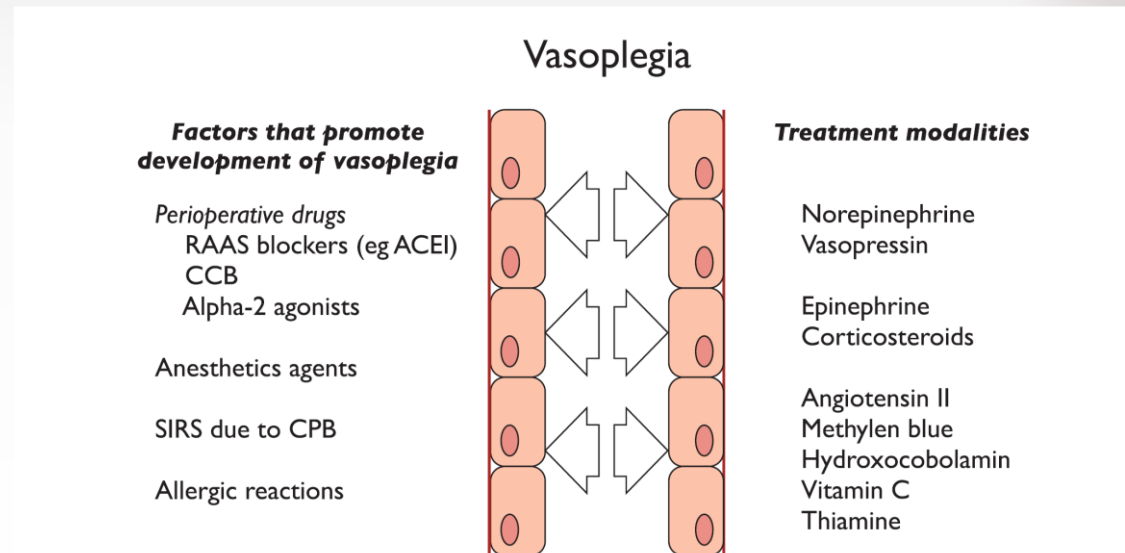 Vasoplegia
Factors that promote
development of vasoplegia
Perioperative drugs
RAAS blockers (eg ACEI)
CCB
Alpha-2 agonists
Anesthetics agents
SIRS due to CPB
Allergic reactions
Treatment modalities
Norepinephrine
Vasopressin
Epinephrine
Corticosteroids
Angiotensin II
Methylen blue
Hydroxocobolamin
Vitamin C
Thiamine